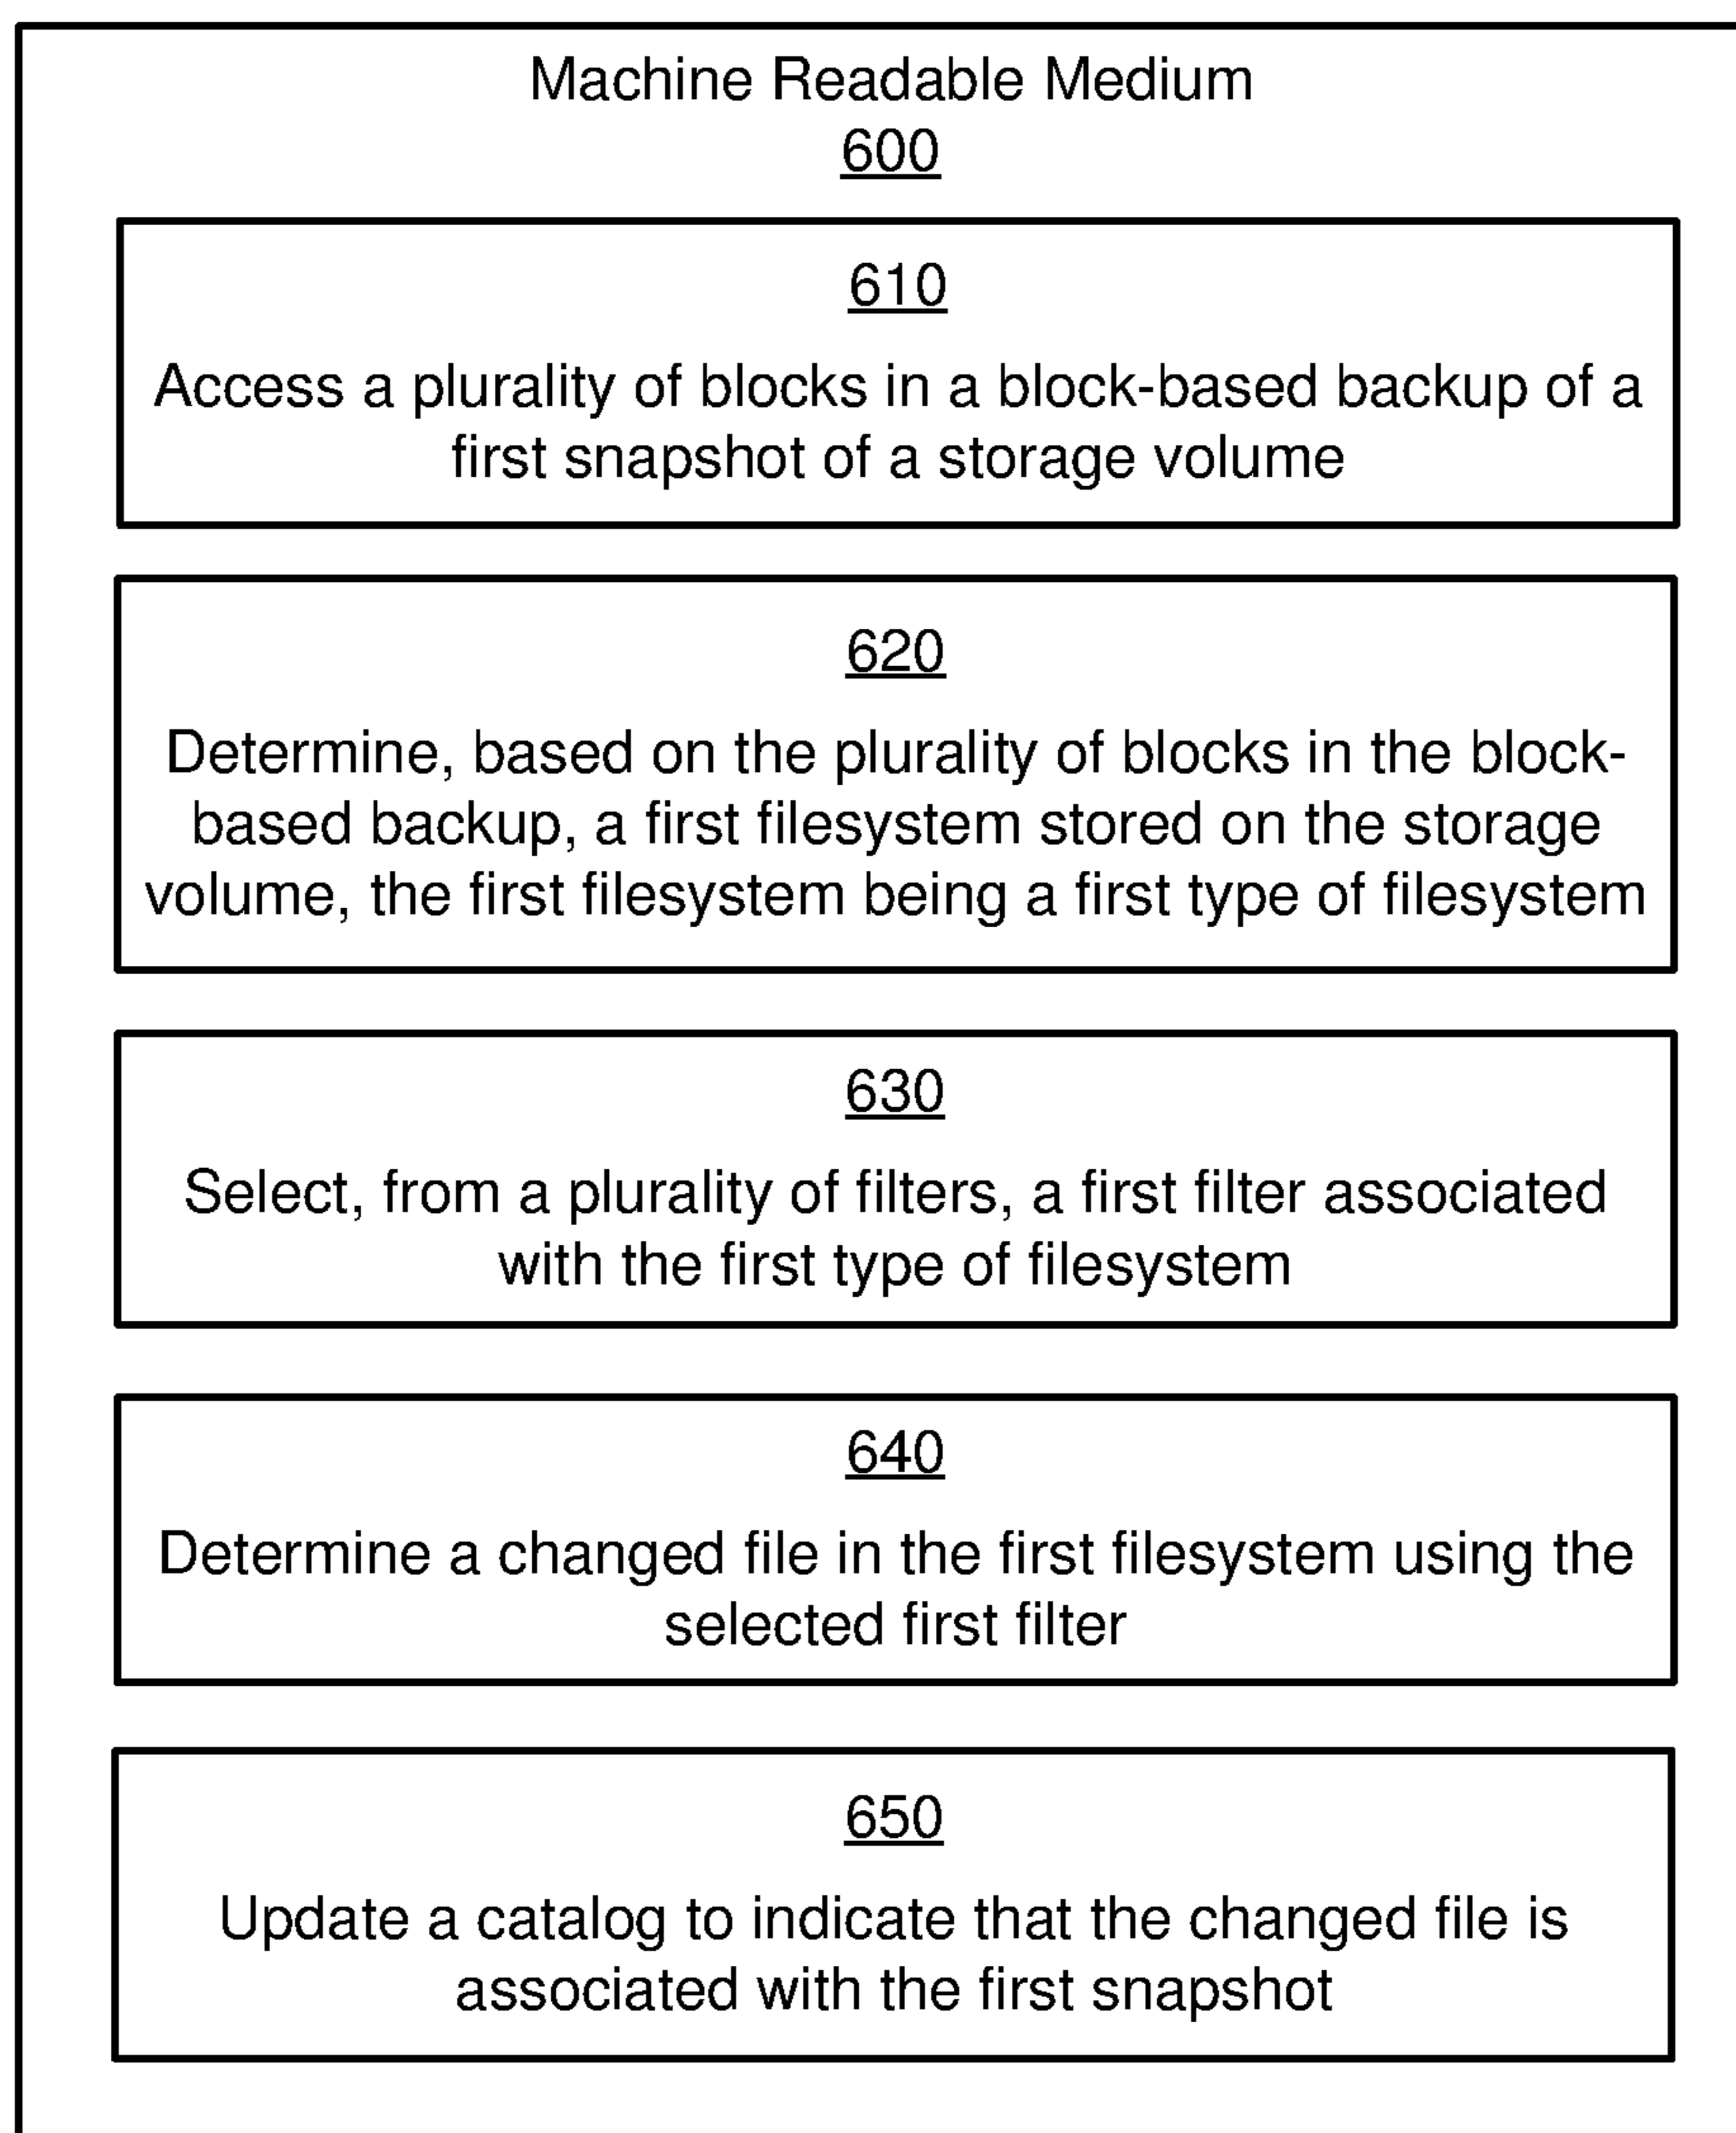 Machine Readable Medium
600
610
Access a plurality of blocks in a block-based backup of a
first snapshot of a storage volume
620
Determine, based on the plurality of blocks in the block-
based backup, a first filesystem stored on the storage
volume, the first filesystem being a first type of filesystem
630
Select, from a plurality of filters, a first filter associated
with the first type of filesystem
640
Determine a changed file in the first filesystem using the
selected first filter
650
Update a catalog to indicate that the changed file is
associated with the first snapshot